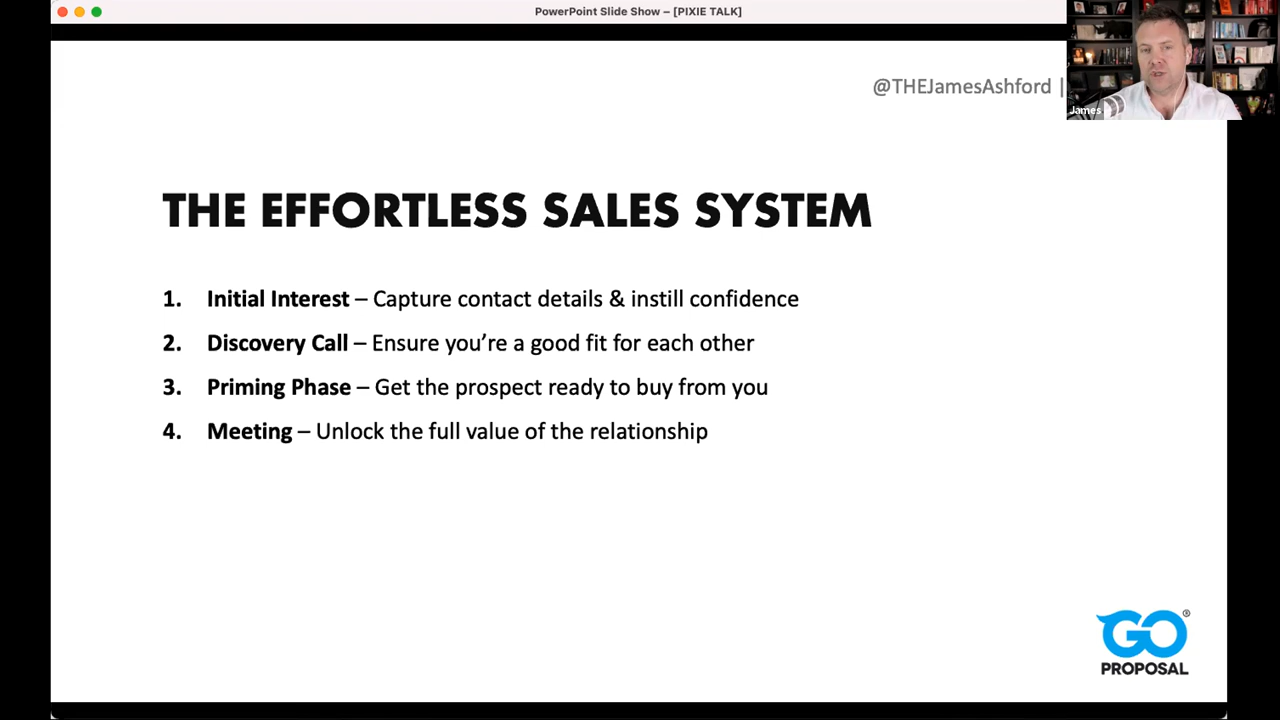 PowerPoint Slide Show – [PIXIE TALK]
@THEJamesAshford |
James
THE EFFORTLESS SALES SYSTEM
1. Initial Interest – Capture contact details & instill confidence
2. Discovery Call – Ensure you’re a good fit for each other
3. Priming Phase – Get the prospect ready to buy from you
4. Meeting – Unlock the full value of the relationship
GO®
PROPOSAL